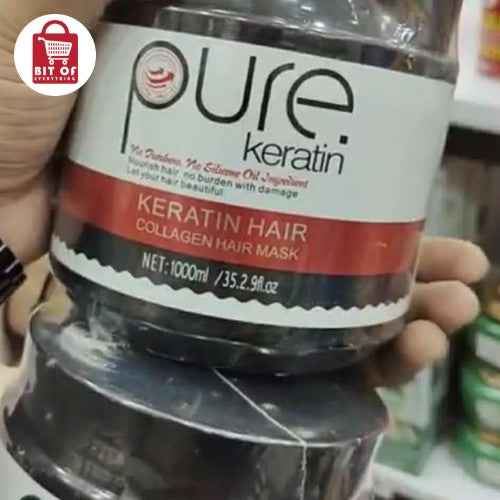 BIT OF
EVERYTHING
pure.
keratin
No Danbens, No Silicone Oil Ingredient
Nourish hair, no burden with damage
Let your hair beautiful
KERATIN HAIR
COLLAGEN HAIR MASK
NET:1000ml /35.2.9fl.oz